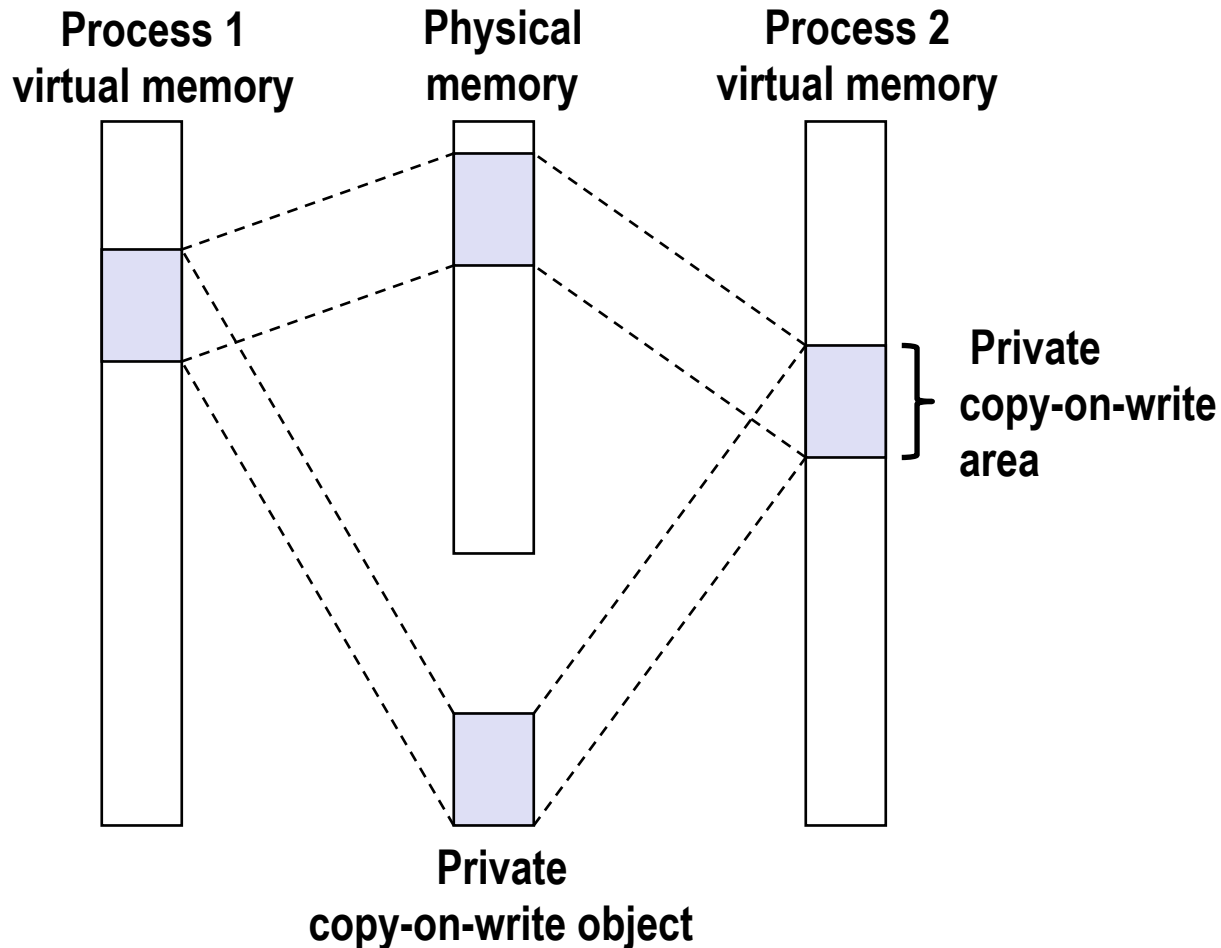 Process 1
virtual memory
Physical
memory
Process 2
virtual memory
Private
copy-on-write
area
Private
copy-on-write object